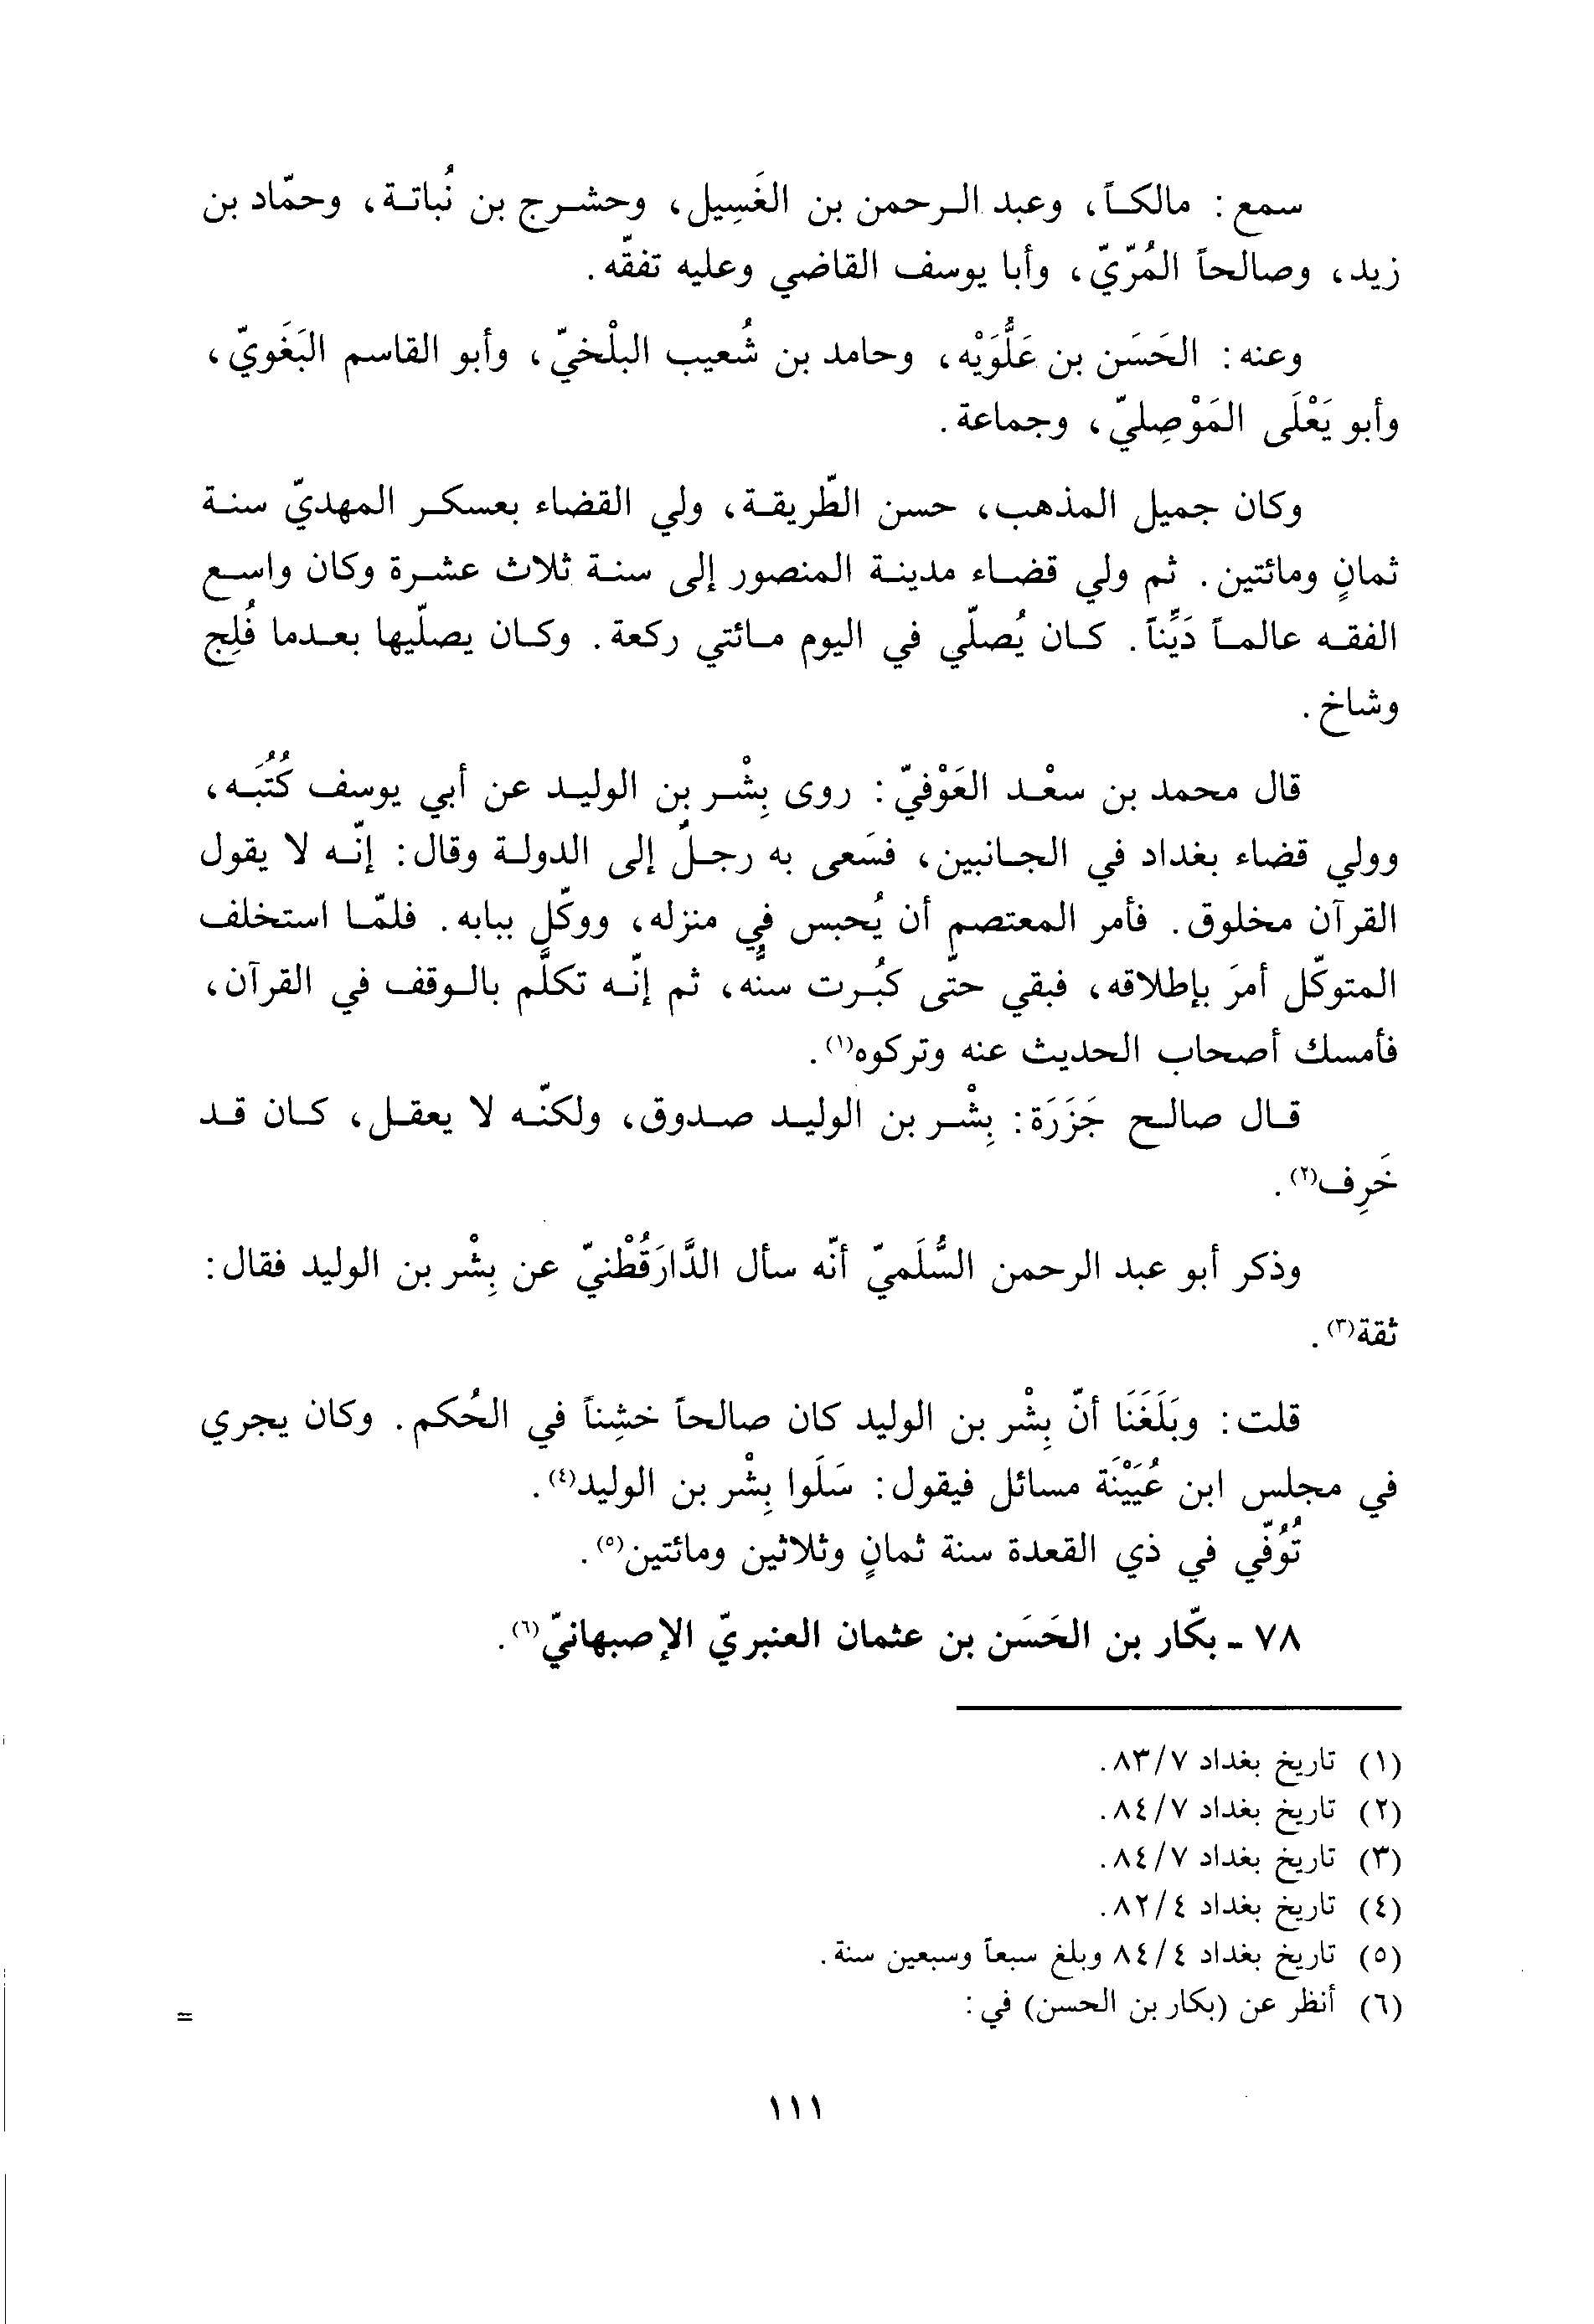 سمع: مالكاً، وعبد الرحمن بن الغَسِيل، وحشرج بن نُباتة، وحمّاد بن
زيد، وصالحاً المُرّيّ، وأبا يوسف القاضي وعليه تفقّه.
وعنه: الحَسَن بن عَلُّوَيْه، وحامد بن شُعيب البلْخيّ، وأبو القاسم البَغَويّ،
وأبو يَعْلَى المَوْصِليّ، وجماعة.
وكان جميل المذهب، حسن الطّريقة، ولي القضاء بعسكر المهديّ سنة
ثمانٍ ومائتين. ثم ولي قضاء مدينة المنصور إلى سنة ثلاث عشرة وكان واسع
الفقه عالماً دَيِّناً. كان يُصلّي في اليوم مائتي ركعة. وكان يصلّيها بعدما فُلِج
وشاخ.
قال محمد بن سعْد العَوْفيّ: روى بِشْر بن الوليد عن أبي يوسف كُتُبَه،
وولي قضاء بغداد في الجانبين، فسَعى به رجلٌ إلى الدولة وقال: إنّه لا يقول
القرآن مخلوق. فأمر المعتصم أن يُحبس في منزله، ووكّل ببابه. فلمّا استخلف
المتوكّل أمرَ بإطلاقه، فبقي حتّى كبُرت سنُّه، ثم إنّه تكلّم بالوقف في القرآن،
فأمسك أصحاب الحديث عنه وتركوه(١).
قال صالح جَزَرَة: بِشْر بن الوليد صدوق، ولكنّه لا يعقل، كان قد
خَرِف(٢).
وذكر أبو عبد الرحمن السُّلَميّ أنّه سأل الدَّارَقُطْنيّ عن بِشْر بن الوليد فقال:
ثقة(٣).
قلت: وبَلَغَنَا أنّ بِشْر بن الوليد كان صالحاً خشِناً في الحُكم. وكان يجري
في مجلس ابن عُيَيْنَة مسائل فيقول: سَلَوا بِشْر بن الوليد(٤).
تُوُفّي في ذي القعدة سنة ثمانٍ وثلاثين ومائتين(٥).
٧٨ - بكّار بن الحَسَن بن عثمان العنبريّ الإصبهانيّ(٦).
(١) تاريخ بغداد ٧/ ٨٣.
(٢) تاريخ بغداد ٧/ ٨٤.
(٣) تاريخ بغداد ٧/ ٨٤.
(٤) تاريخ بغداد ٤/ ٨٢.
(٥) تاريخ بغداد ٤/ ٨٤ وبلغ سبعاً وسبعين سنة.
(٦) أنظر عن (بكار بن الحسن) في:
=
١١١